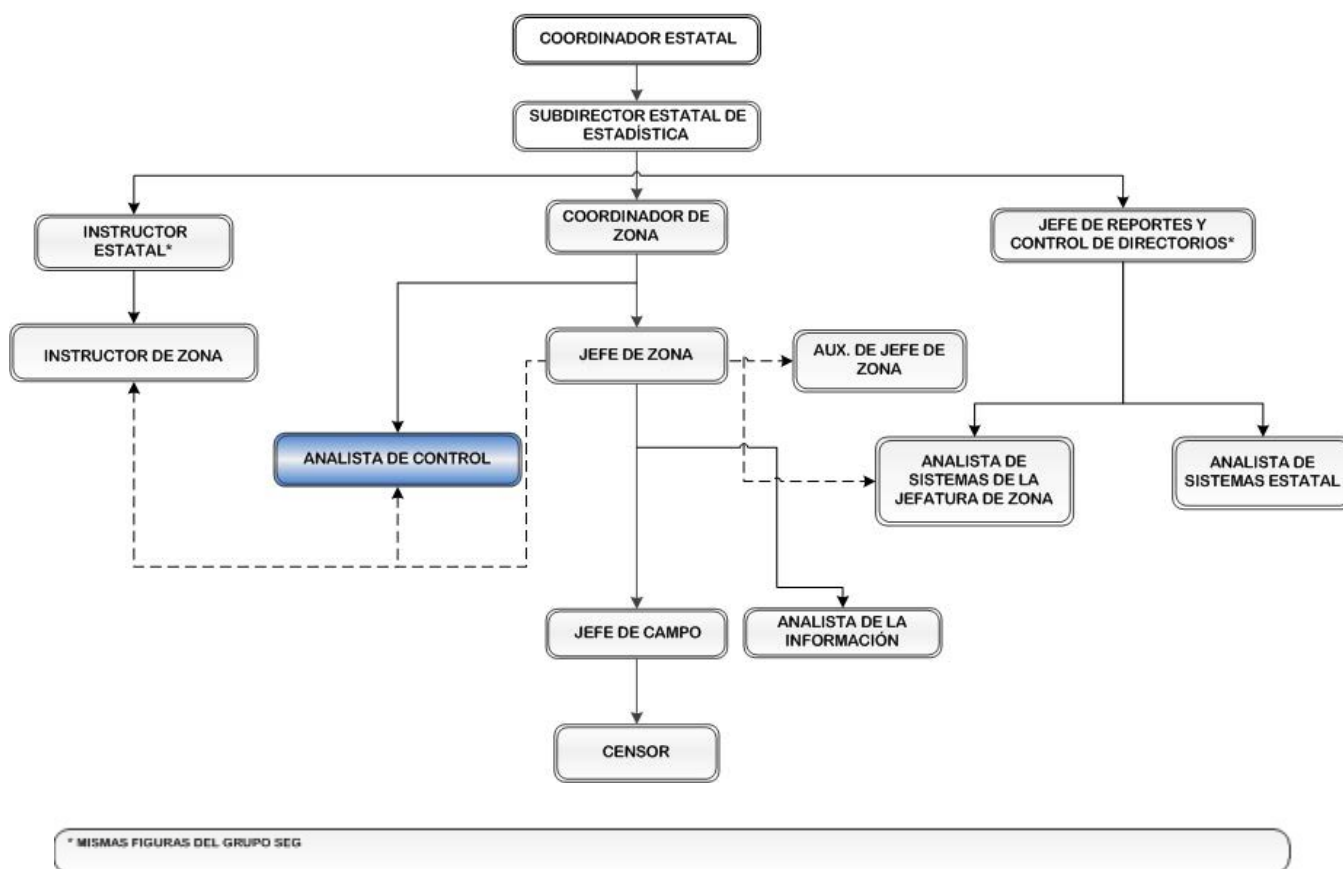 COORDINADOR ESTATAL
SUBDIRECTOR ESTATAL DE
ESTADÍSTICA
INSTRUCTOR
ESTATAL*
COORDINADOR DE
ZONA
JEFE DE REPORTES Y
CONTROL DE DIRECTORIOS*
INSTRUCTOR DE ZONA
JEFE DE ZONA
AUX. DE JEFE DE
ZONA
ANALISTA DE CONTROL
ANALISTA DE
SISTEMAS DE LA
JEFATURA DE ZONA
ANALISTA DE
SISTEMAS ESTATAL
JEFE DE CAMPO
ANALISTA DE LA
INFORMACIÓN
CENSOR
* MISMAS FIGURAS DEL GRUPO SEG